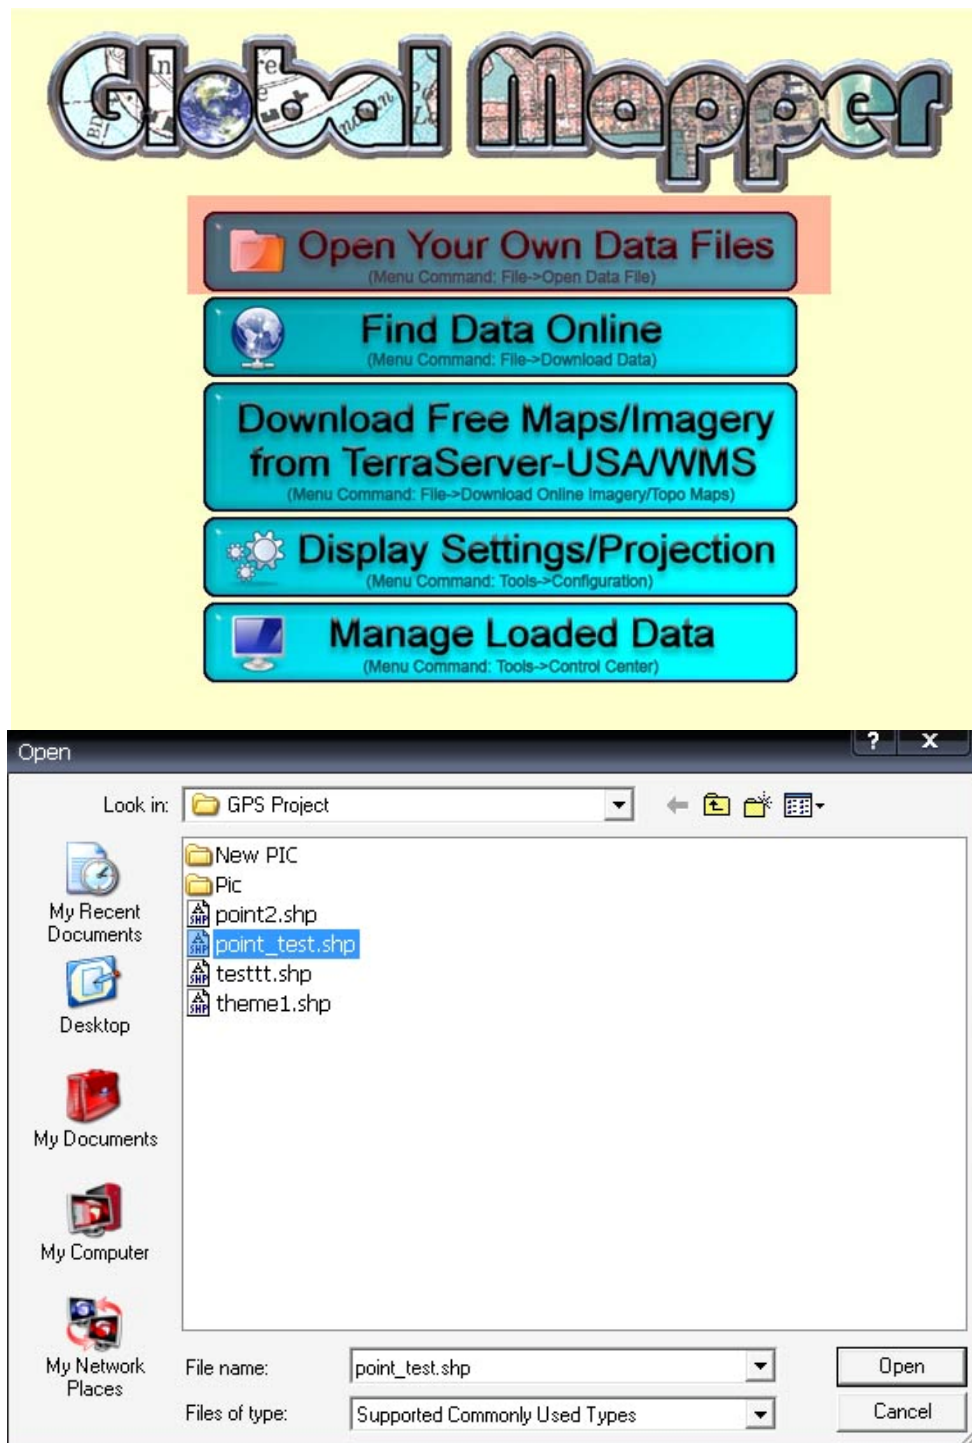 Global Mapper
Open Your Own Data Files
(Menu Command: File->Open Data File)
Find Data Online
(Menu Command: File->Download Data)
Download Free Maps/Imagery
from TerraServer-USA/WMS
(Menu Command: File->Download Online Imagery/Topo Maps)
Display Settings/Projection
(Menu Command: Tools->Configuration)
Manage Loaded Data
(Menu Command: Tools->Control Center)
Open
? X
Look in: GPS Project
New PIC
Pic
point2.shp
point_test.shp
testtt.shp
theme1.shp
My Recent
Documents
Desktop
My Documents
My Computer
My Network
Places
File name: point_test.shp Open
Files of type: Supported Commonly Used Types Cancel